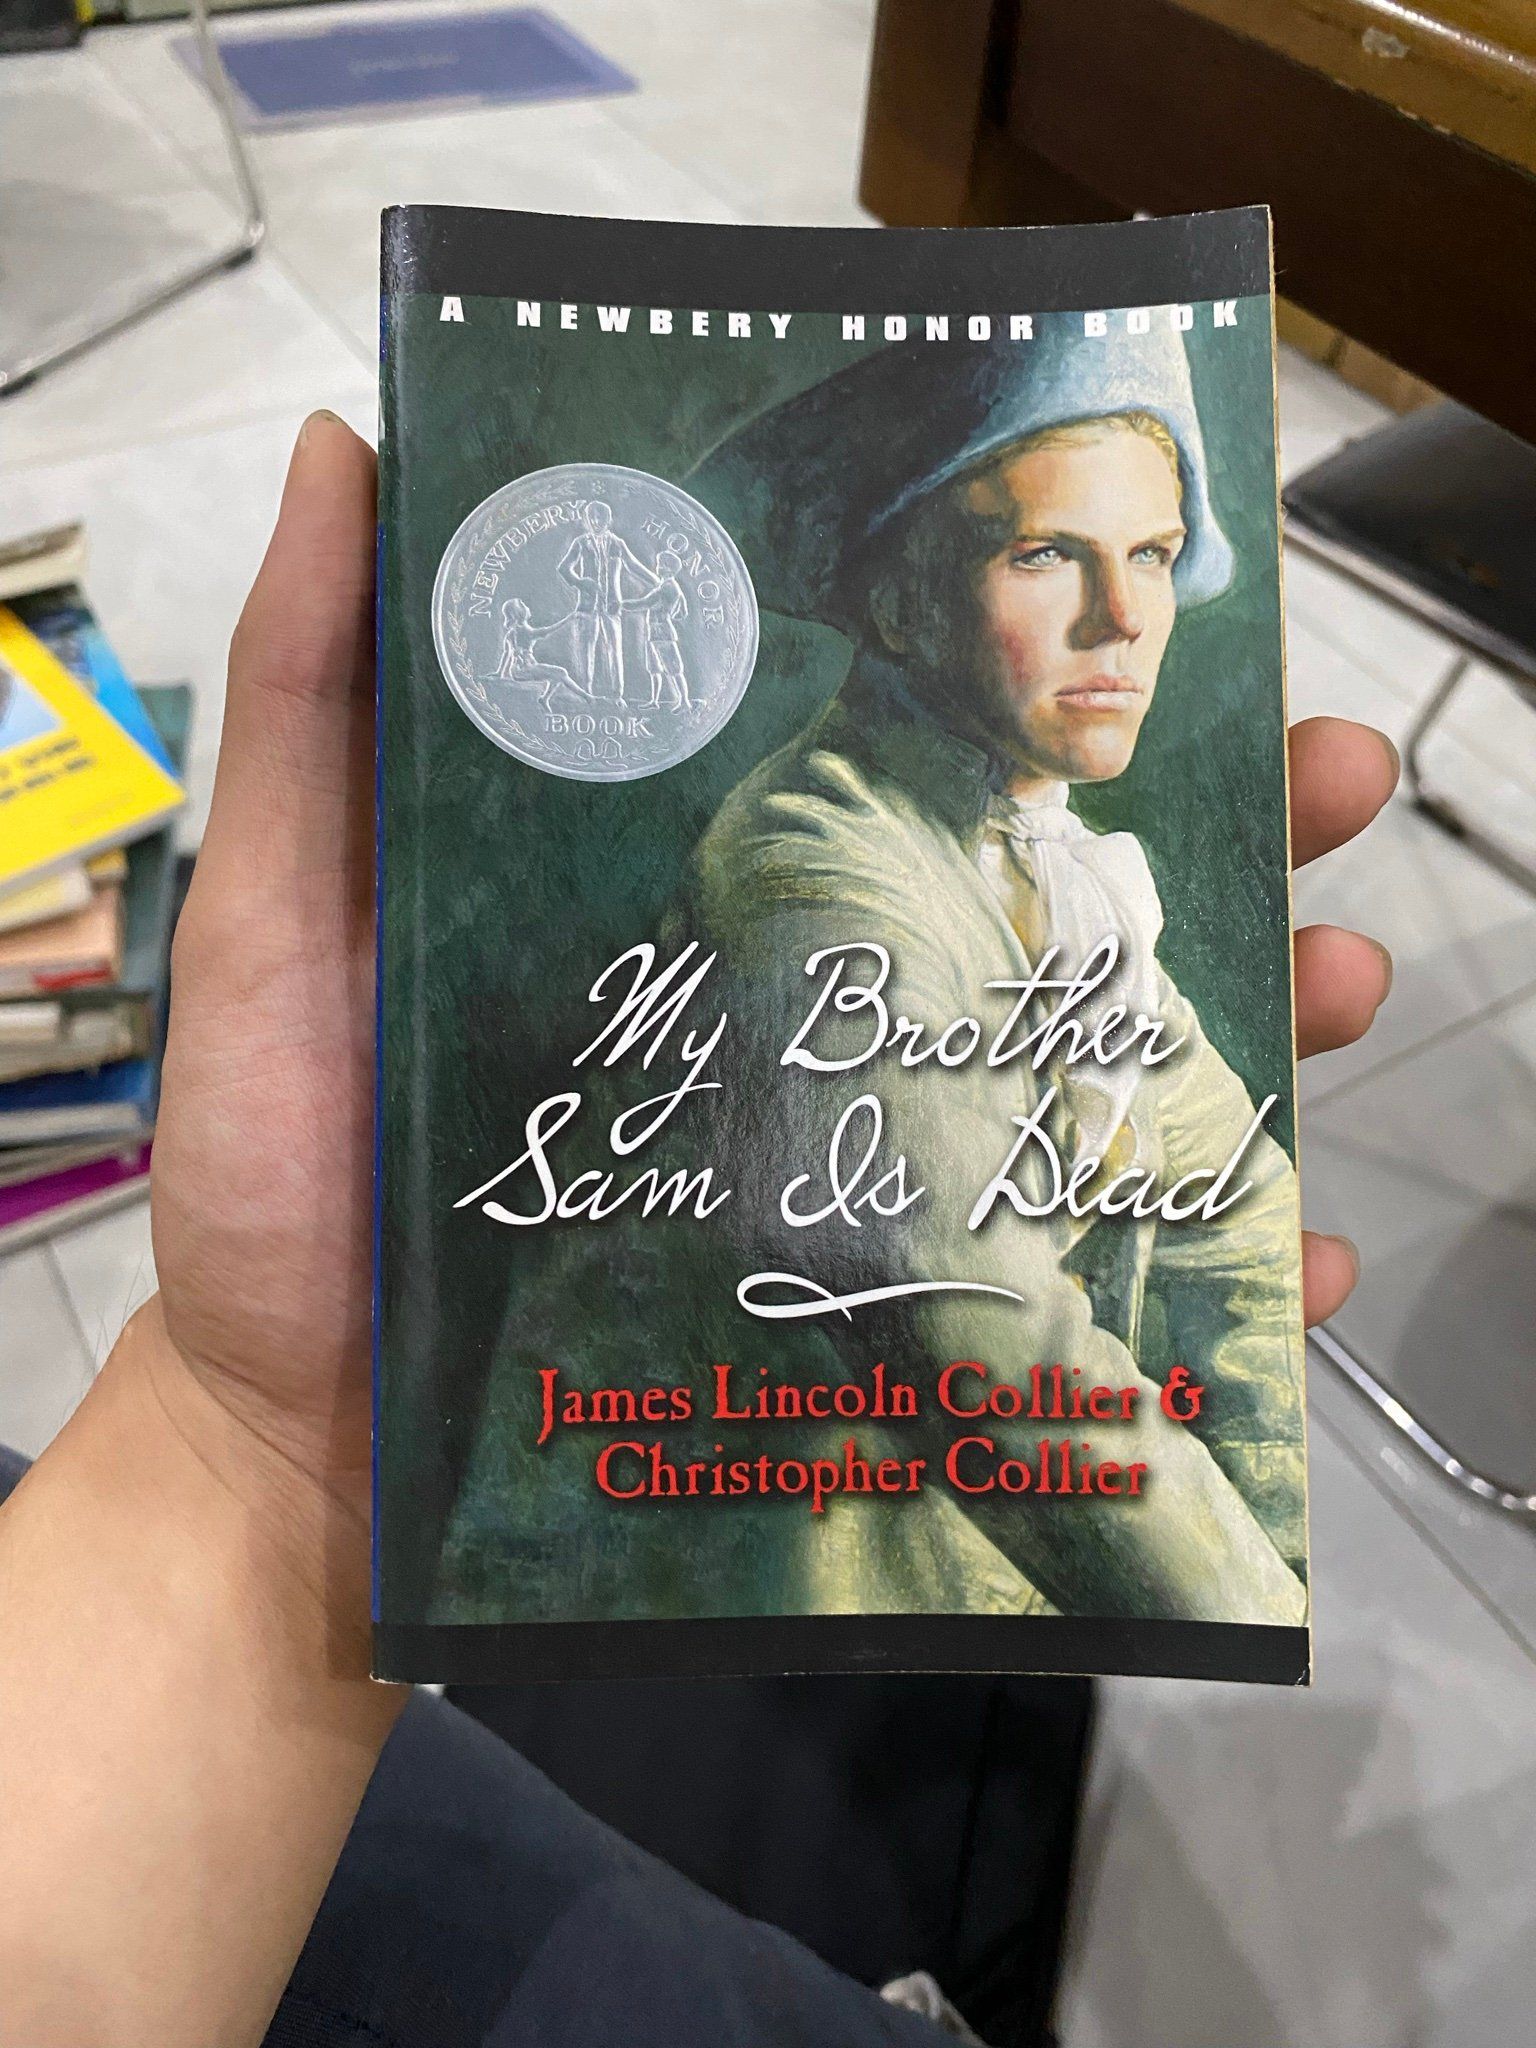 A NEWBERY HONOR BOOK
NEWBERY HONOR
BOOK
My Brother
Sam Is Dead
James Lincoln Collier &
Christopher Collier